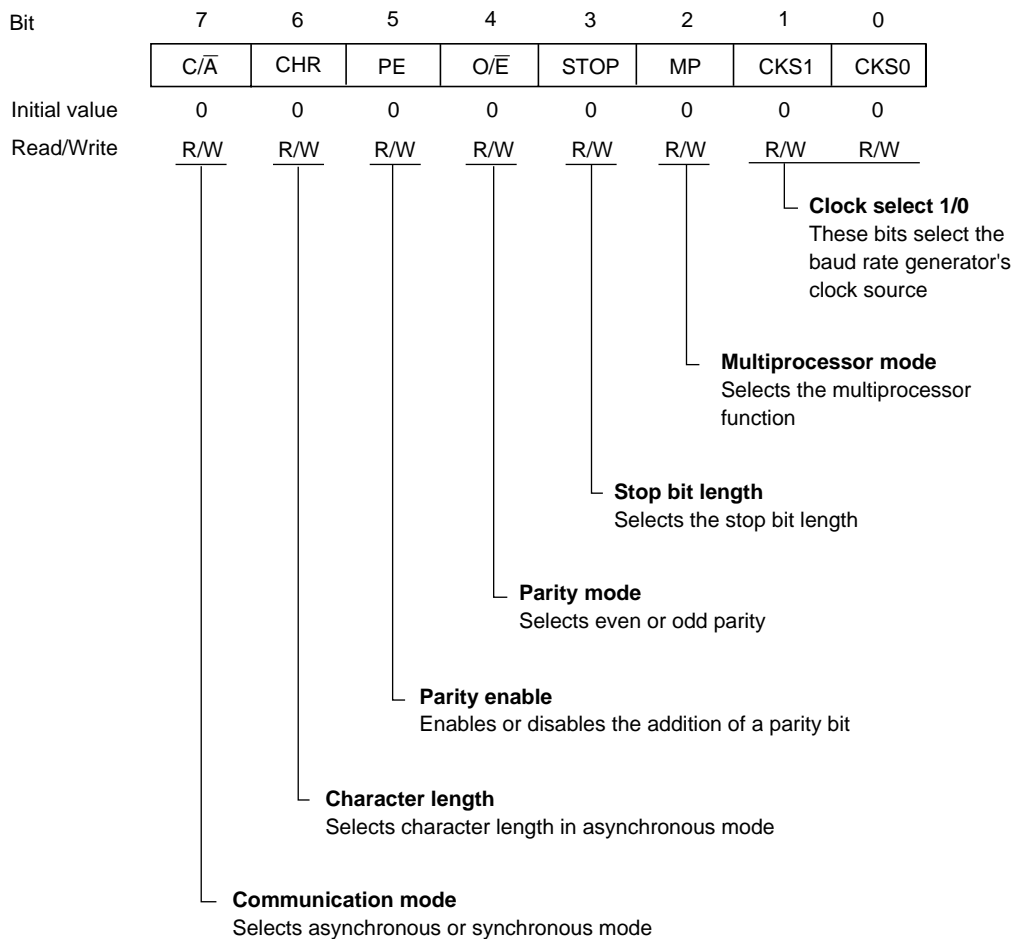 Bit 7 6 5 4 3 2 1 0
C/A̅ CHR PE O/E̅ STOP MP CKS1 CKS0
Initial value 0 0 0 0 0 0 0 0
Read/Write R/W R/W R/W R/W R/W R/W R/W R/W
Clock select 1/0
These bits select the
baud rate generator's
clock source
Multiprocessor mode
Selects the multiprocessor
function
Stop bit length
Selects the stop bit length
Parity mode
Selects even or odd parity
Parity enable
Enables or disables the addition of a parity bit
Character length
Selects character length in asynchronous mode
Communication mode
Selects asynchronous or synchronous mode